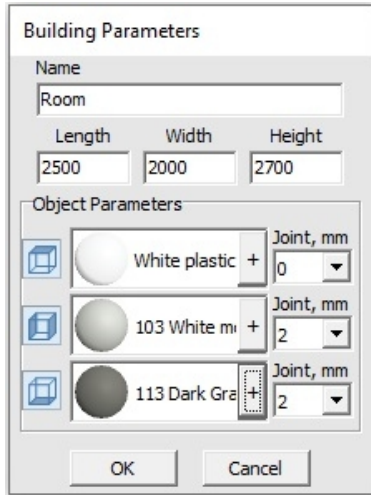 Building Parameters
Name
Room
Length Width Height
2500 2000 2700
Object Parameters
Joint, mm
White plastic + 0
Joint, mm
103 White + 2
Joint, mm
113 Dark Gra + 2
OK Cancel